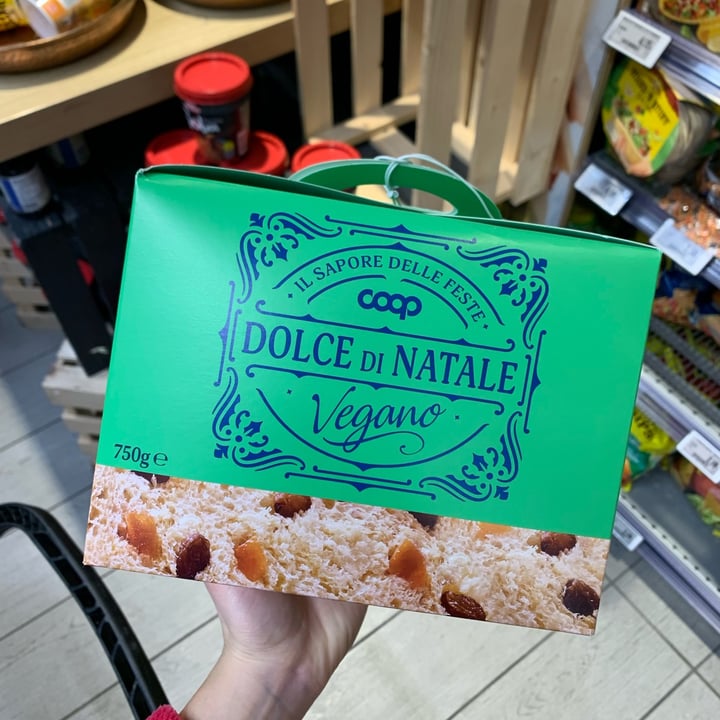 IL SAPORE DELLE FESTE
coop
DOLCE DI NATALE
Vegano
750g e